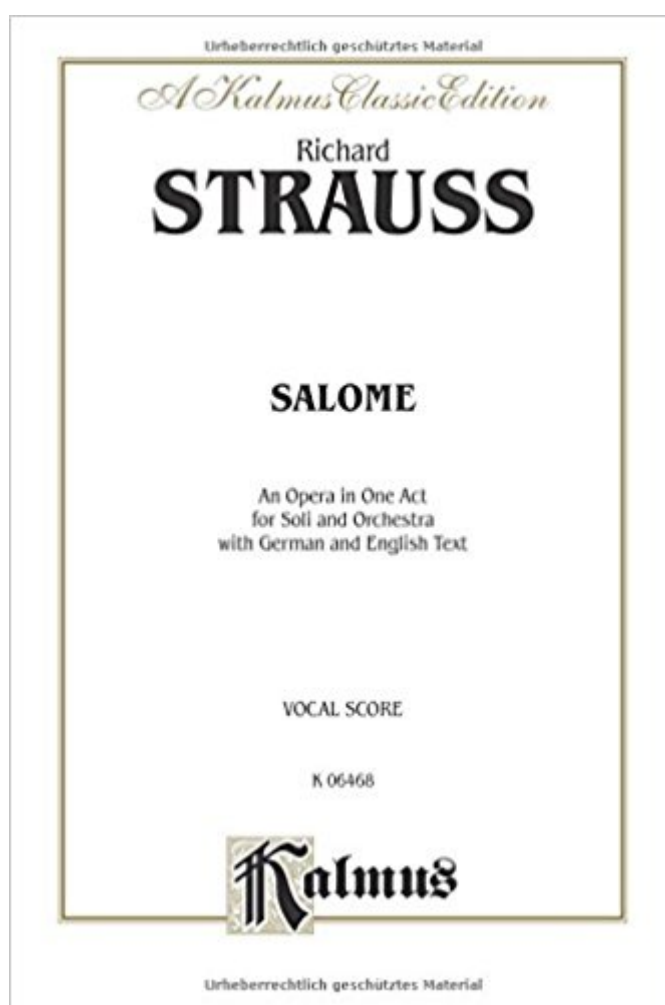 Urheberrechtlich geschütztes Material
A Kalmus Classic Edition
Richard
STRAUSS
SALOME
An Opera in One Act
for Soli and Orchestra
with German and English Text
VOCAL SCORE
K 06468
Kalmus
Urheberrechtlich geschütztes Material